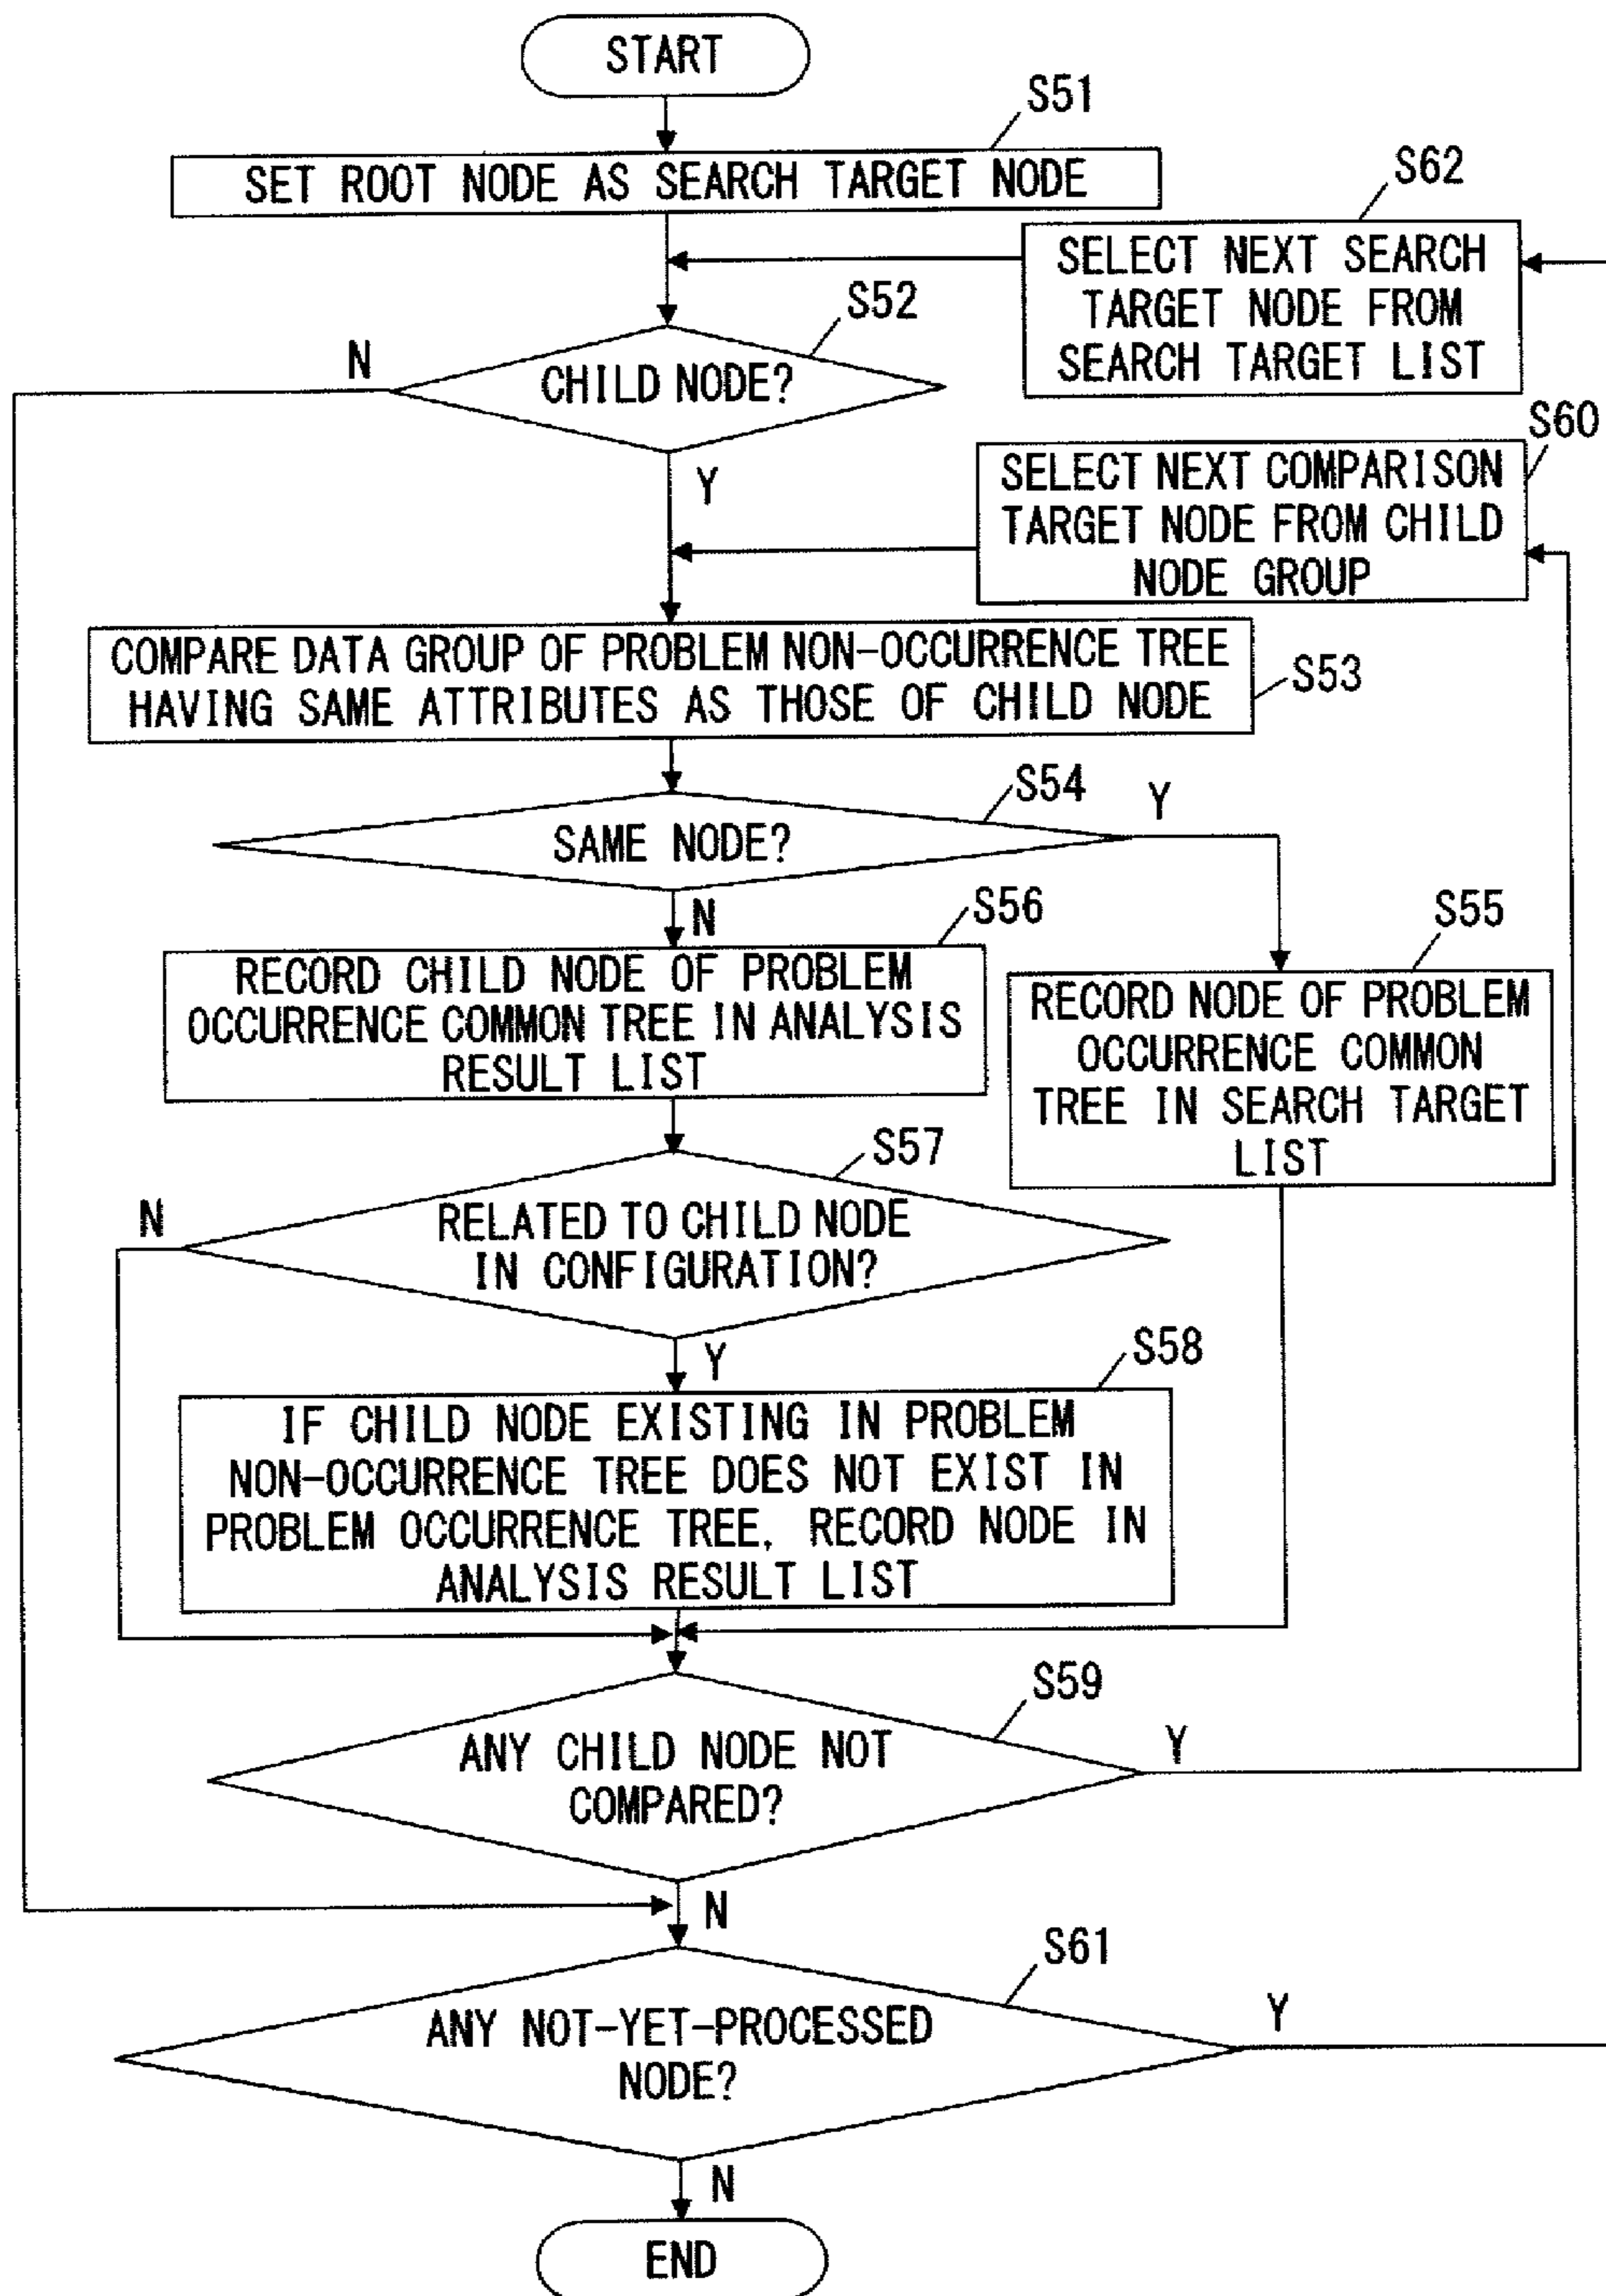 START
S51
SET ROOT NODE AS SEARCH TARGET NODE
S62
SELECT NEXT SEARCH
TARGET NODE FROM
SEARCH TARGET LIST
S52
N
CHILD NODE?
Y
S60
SELECT NEXT COMPARISON
TARGET NODE FROM CHILD
NODE GROUP
COMPARE DATA GROUP OF PROBLEM NON-OCCURRENCE TREE
HAVING SAME ATTRIBUTES AS THOSE OF CHILD NODE
S53
S54
Y
SAME NODE?
N
S56
RECORD CHILD NODE OF PROBLEM
OCCURRENCE COMMON TREE IN ANALYSIS
RESULT LIST
S55
RECORD NODE OF PROBLEM
OCCURRENCE COMMON
TREE IN SEARCH TARGET
LIST
S57
N
RELATED TO CHILD NODE
IN CONFIGURATION?
Y
S58
IF CHILD NODE EXISTING IN PROBLEM
NON-OCCURRENCE TREE DOES NOT EXIST IN
PROBLEM OCCURRENCE TREE, RECORD NODE IN
ANALYSIS RESULT LIST
S59
ANY CHILD NODE NOT
COMPARED?
Y
N
S61
ANY NOT-YET-PROCESSED
NODE?
Y
N
END